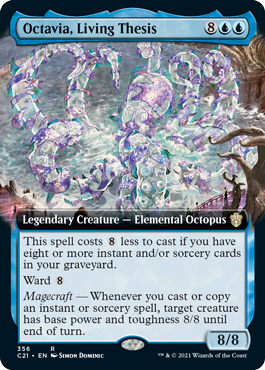 Octavia, Living Thesis 8
Legendary Creature — Elemental Octopus
This spell costs 8 less to cast if you have
eight or more instant and/or sorcery cards
in your graveyard.
Ward 8
Magecraft — Whenever you cast or copy
an instant or sorcery spell, target creature
has base power and toughness 8/8 until
end of turn.
8/8
356 R
C21 • EN SIMON DOMINIC ™ & © 2021 Wizards of the Coast